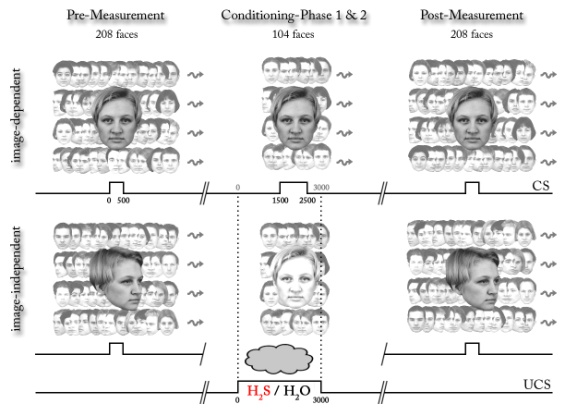 Pre-Measurement
208 faces
Conditioning-Phase 1 & 2
104 faces
Post-Measurement
208 faces
image-dependent
0 500
0 3000
1500 2500
CS
image-independent
H₂S / H₂O
0 3000
UCS